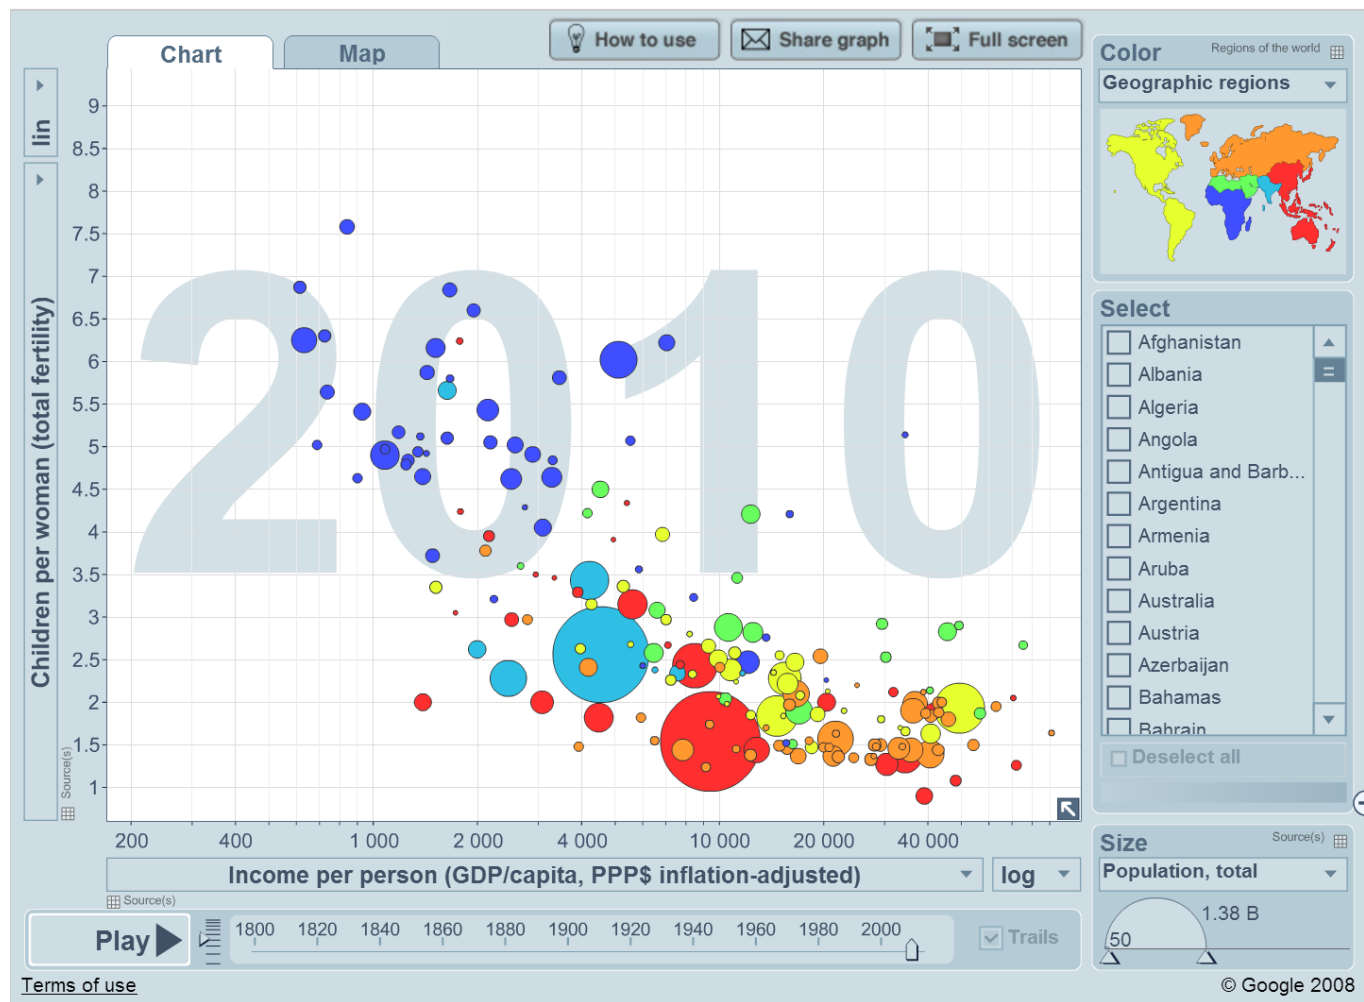 Chart
Map
How to use
Share graph
Full screen
lin
Children per woman (total fertility)
Source(s)
9
8.5
8
7.5
7
6.5
6
5.5
5
4.5
4
3.5
3
2.5
2
1.5
1
2010
200
400
1 000
2 000
4 000
10 000
20 000
40 000
Income per person (GDP/capita, PPP$ inflation-adjusted)
log
Source(s)
Play
1800 1820 1840 1860 1880 1900 1920 1940 1960 1980 2000
Trails
Color
Regions of the world
Geographic regions
Select
Afghanistan
Albania
Algeria
Angola
Antigua and Barb...
Argentina
Armenia
Aruba
Australia
Austria
Azerbaijan
Bahamas
Bahrain
Deselect all
Size
Source(s)
Population, total
1.38 B
50
Terms of use
© Google 2008